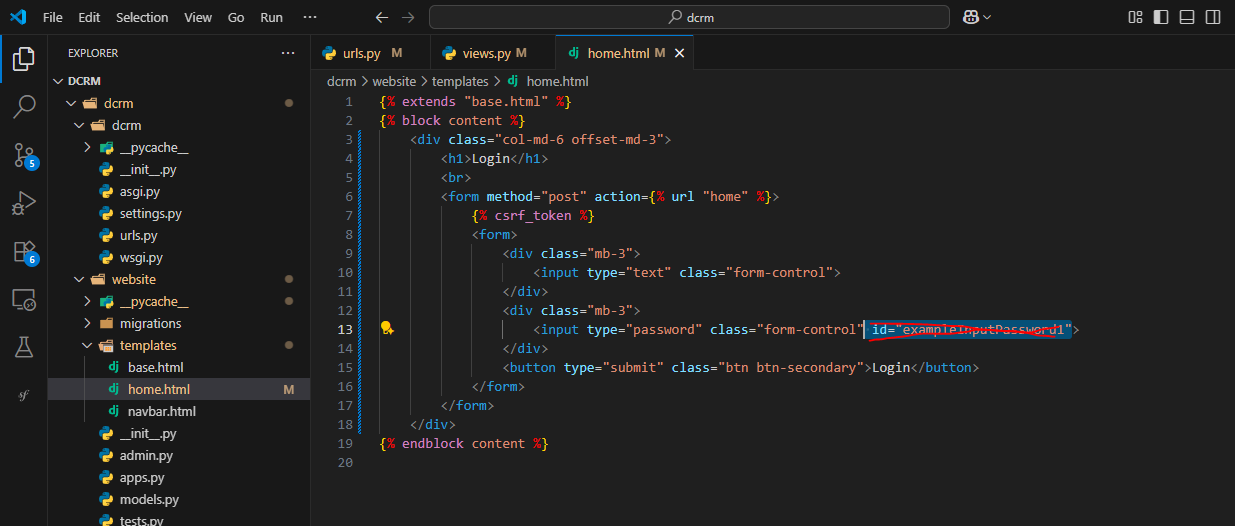 File Edit Selection View Go Run ··· dcrm
EXPLORER ···
DCRM
dcrm
dcrm
__pycache__
__init__.py
asgi.py
settings.py
urls.py
wsgi.py
website
__pycache__
migrations
templates
base.html
home.html M
navbar.html
__init__.py
admin.py
apps.py
models.py
tests.py
5
6
urls.py M views.py M home.html M
dcrm > website > templates > home.html
1 {% extends "base.html" %}
2 {% block content %}
3 <div class="col-md-6 offset-md-3">
4 <h1>Login</h1>
5 <br>
6 <form method="post" action={% url "home" %}>
7 {% csrf_token %}
8 <form>
9 <div class="mb-3">
10 <input type="text" class="form-control">
11 </div>
12 <div class="mb-3">
13 <input type="password" class="form-control" id="exampleInputPassword1">
14 </div>
15 <button type="submit" class="btn btn-secondary">Login</button>
16 </form>
17 </form>
18 </div>
19 {% endblock content %}
20